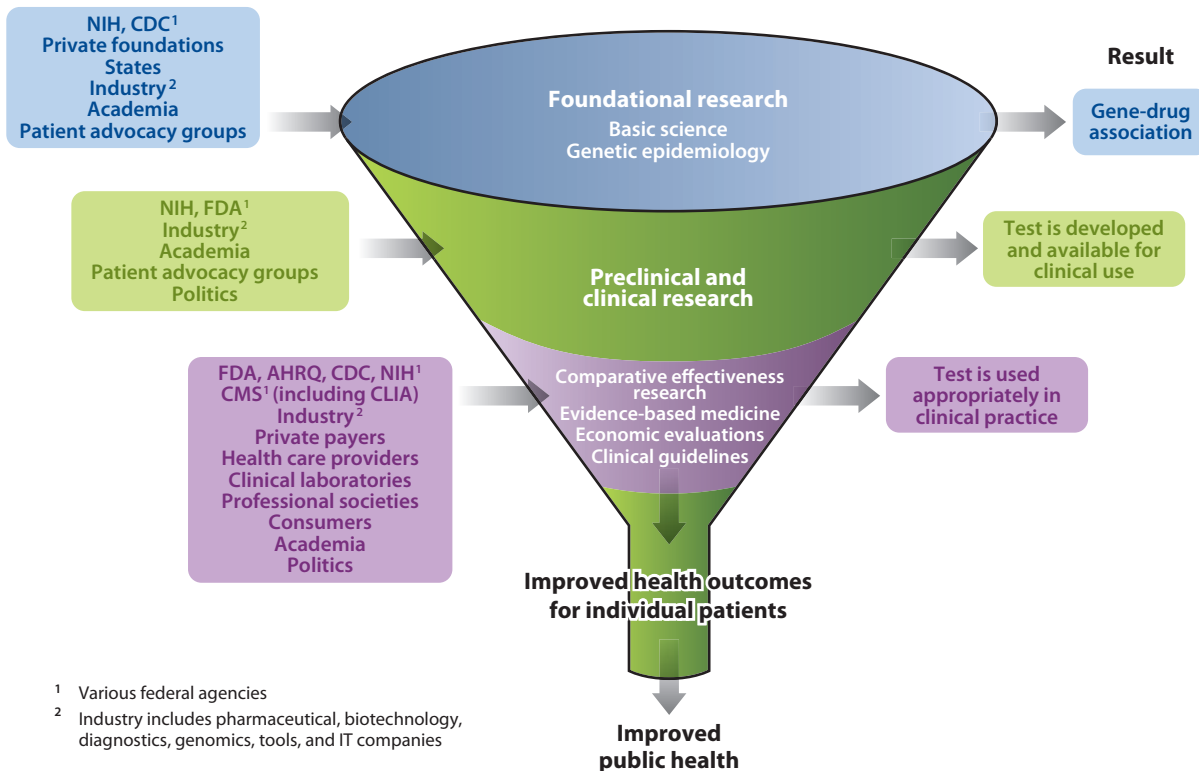 NIH, CDC¹
Private foundations
States
Industry²
Academia
Patient advocacy groups
Foundational research
Basic science
Genetic epidemiology
Result
Gene-drug
association
NIH, FDA¹
Industry²
Academia
Patient advocacy groups
Politics
Preclinical and
clinical research
Test is developed
and available for
clinical use
FDA, AHRQ, CDC, NIH¹
CMS¹ (including CLIA)
Industry²
Private payers
Health care providers
Clinical laboratories
Professional societies
Consumers
Academia
Politics
Comparative effectiveness
research
Evidence-based medicine
Economic evaluations
Clinical guidelines
Test is used
appropriately in
clinical practice
Improved health outcomes
for individual patients
Improved
public health
¹ Various federal agencies
² Industry includes pharmaceutical, biotechnology,
diagnostics, genomics, tools, and IT companies